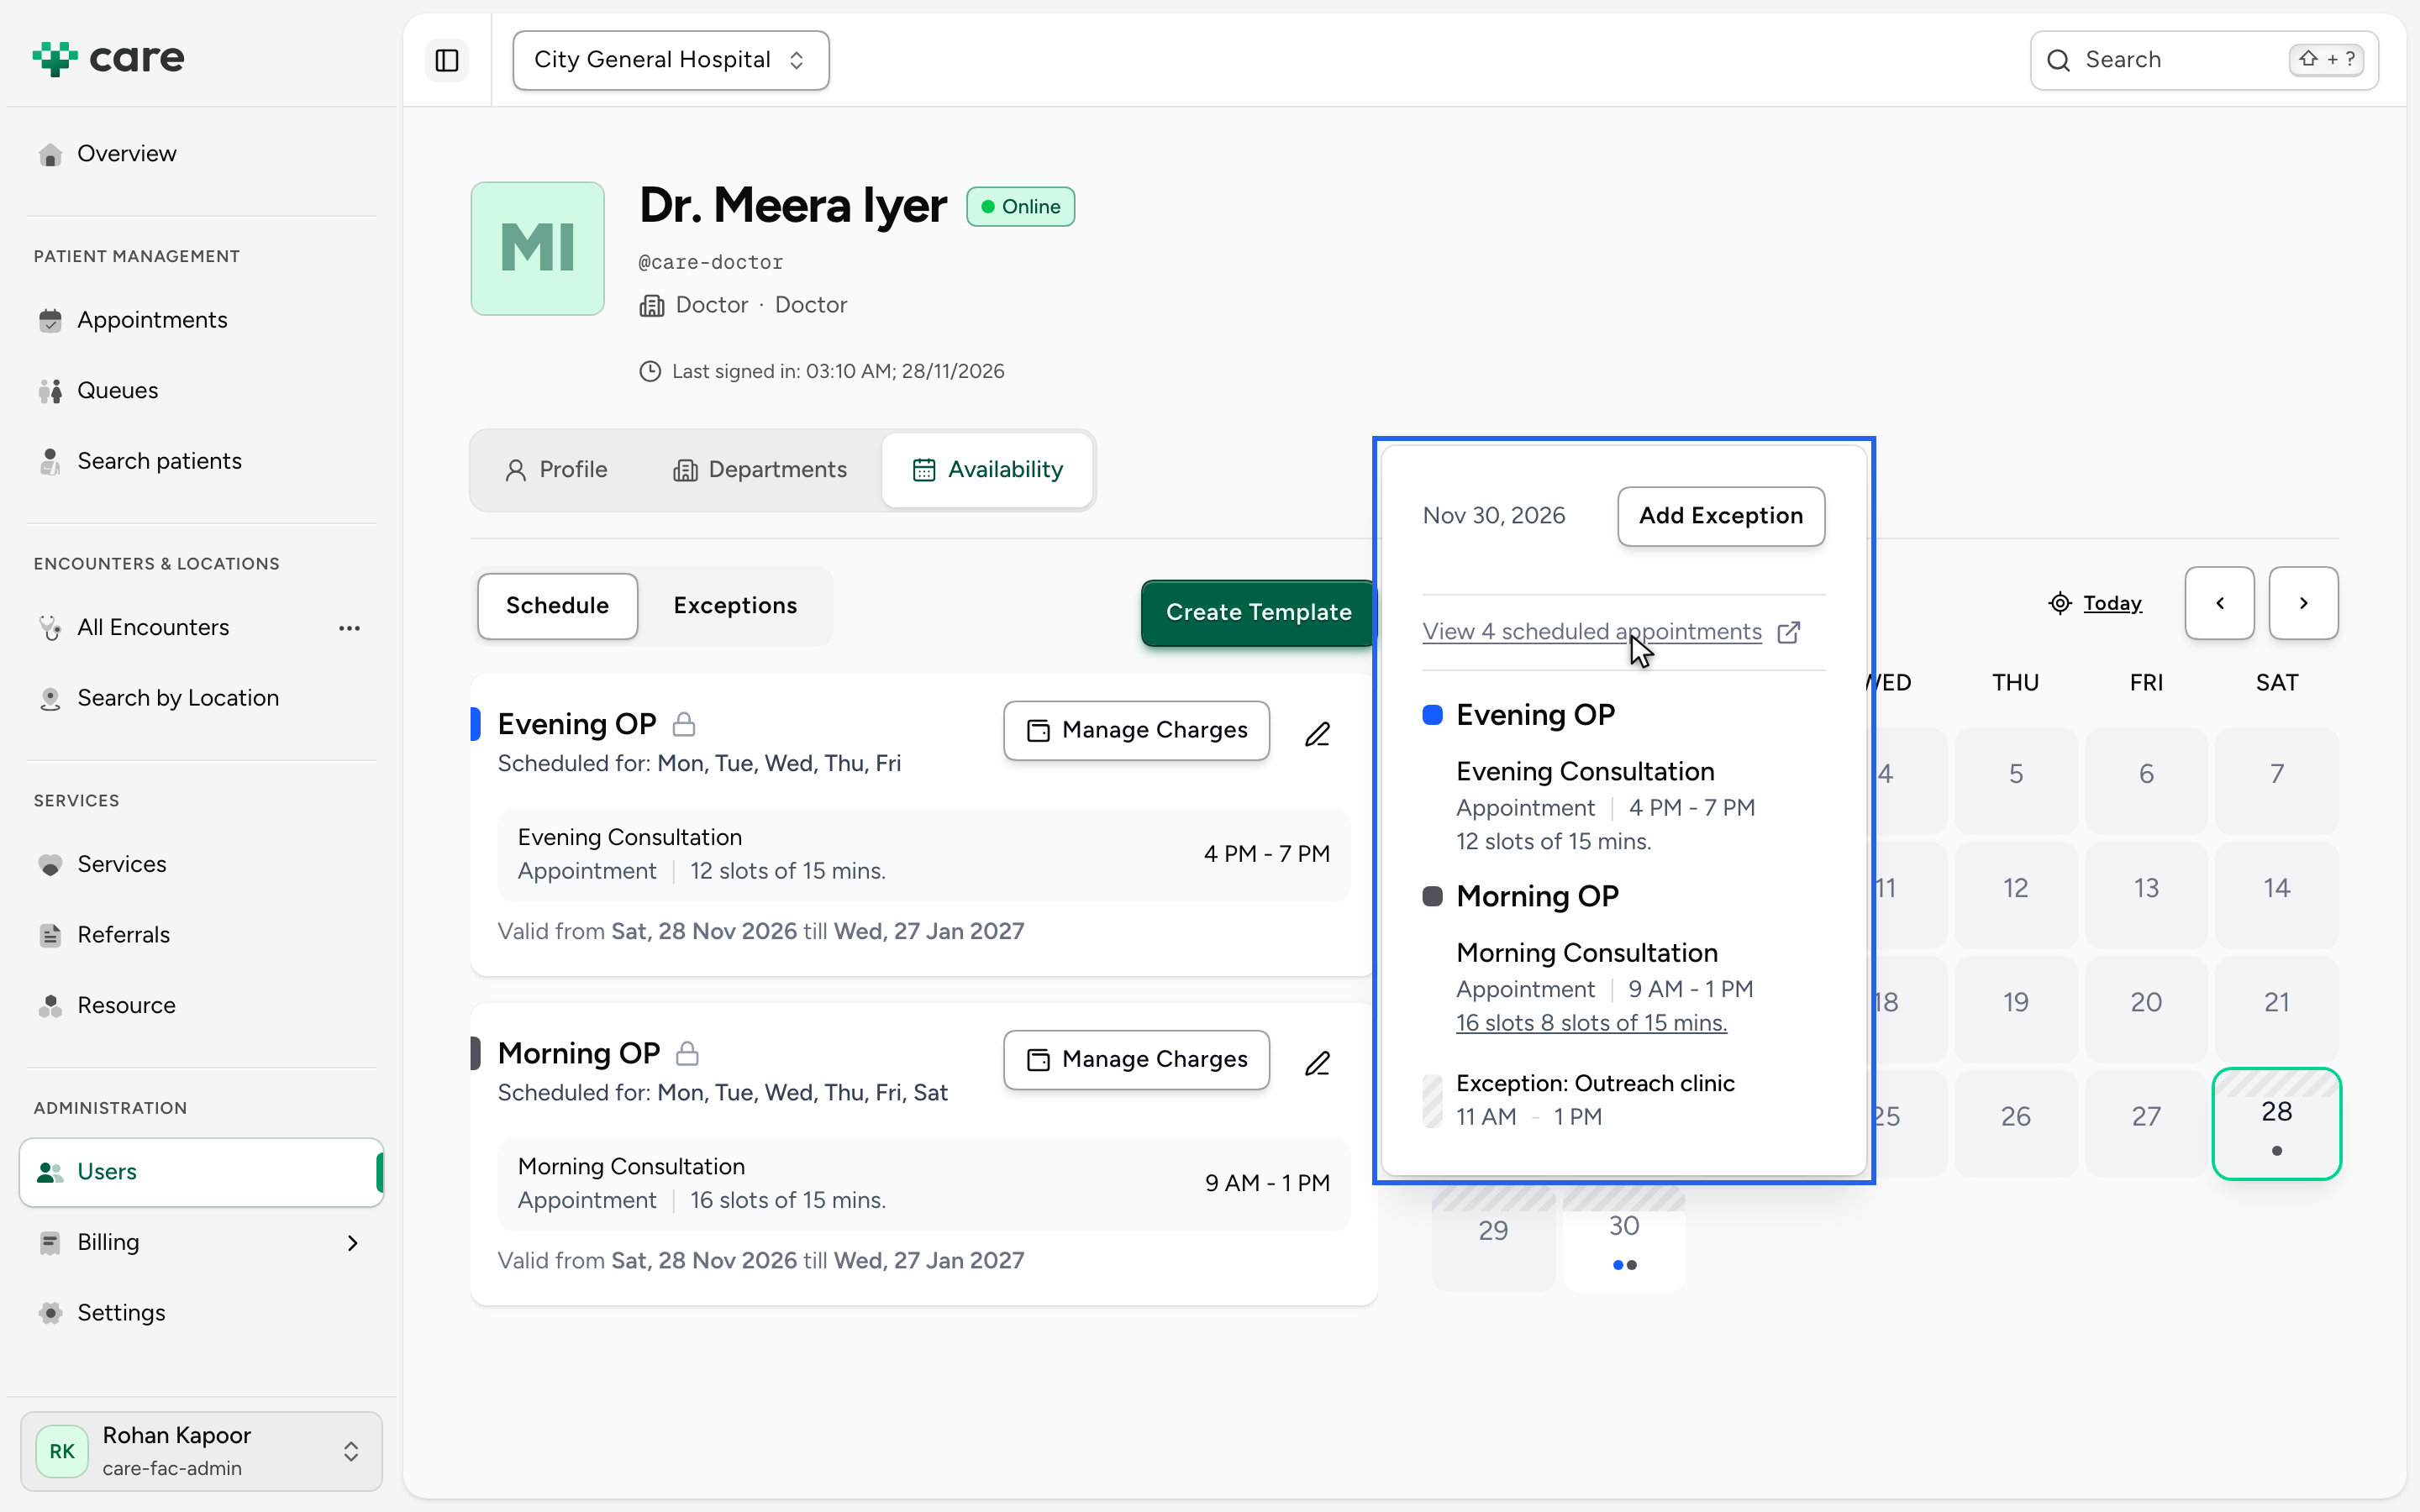 care
City General Hospital
Search
+ ?
Overview
PATIENT MANAGEMENT
Appointments
Queues
Search patients
ENCOUNTERS & LOCATIONS
All Encounters
Search by Location
SERVICES
Services
Referrals
Resource
ADMINISTRATION
Users
Billing
Settings
RK
Rohan Kapoor
care-fac-admin
MI
Dr. Meera Iyer
Online
@care-doctor
Doctor · Doctor
Last signed in: 03:10 AM; 28/11/2026
Profile
Departments
Availability
Schedule
Exceptions
Create Template
Evening OP
Manage Charges
Scheduled for: Mon, Tue, Wed, Thu, Fri
Evening Consultation
Appointment | 12 slots of 15 mins.
4 PM - 7 PM
Valid from Sat, 28 Nov 2026 till Wed, 27 Jan 2027
Morning OP
Manage Charges
Scheduled for: Mon, Tue, Wed, Thu, Fri, Sat
Morning Consultation
Appointment | 16 slots of 15 mins.
9 AM - 1 PM
Valid from Sat, 28 Nov 2026 till Wed, 27 Jan 2027
Nov 30, 2026
Add Exception
View 4 scheduled appointments
Evening OP
Evening Consultation
Appointment | 4 PM - 7 PM
12 slots of 15 mins.
Morning OP
Morning Consultation
Appointment | 9 AM - 1 PM
16 slots 8 slots of 15 mins.
Exception: Outreach clinic
11 AM - 1 PM
Today
WED THU FRI SAT
4 5 6 7
11 12 13 14
18 19 20 21
25 26 27 28
29 30